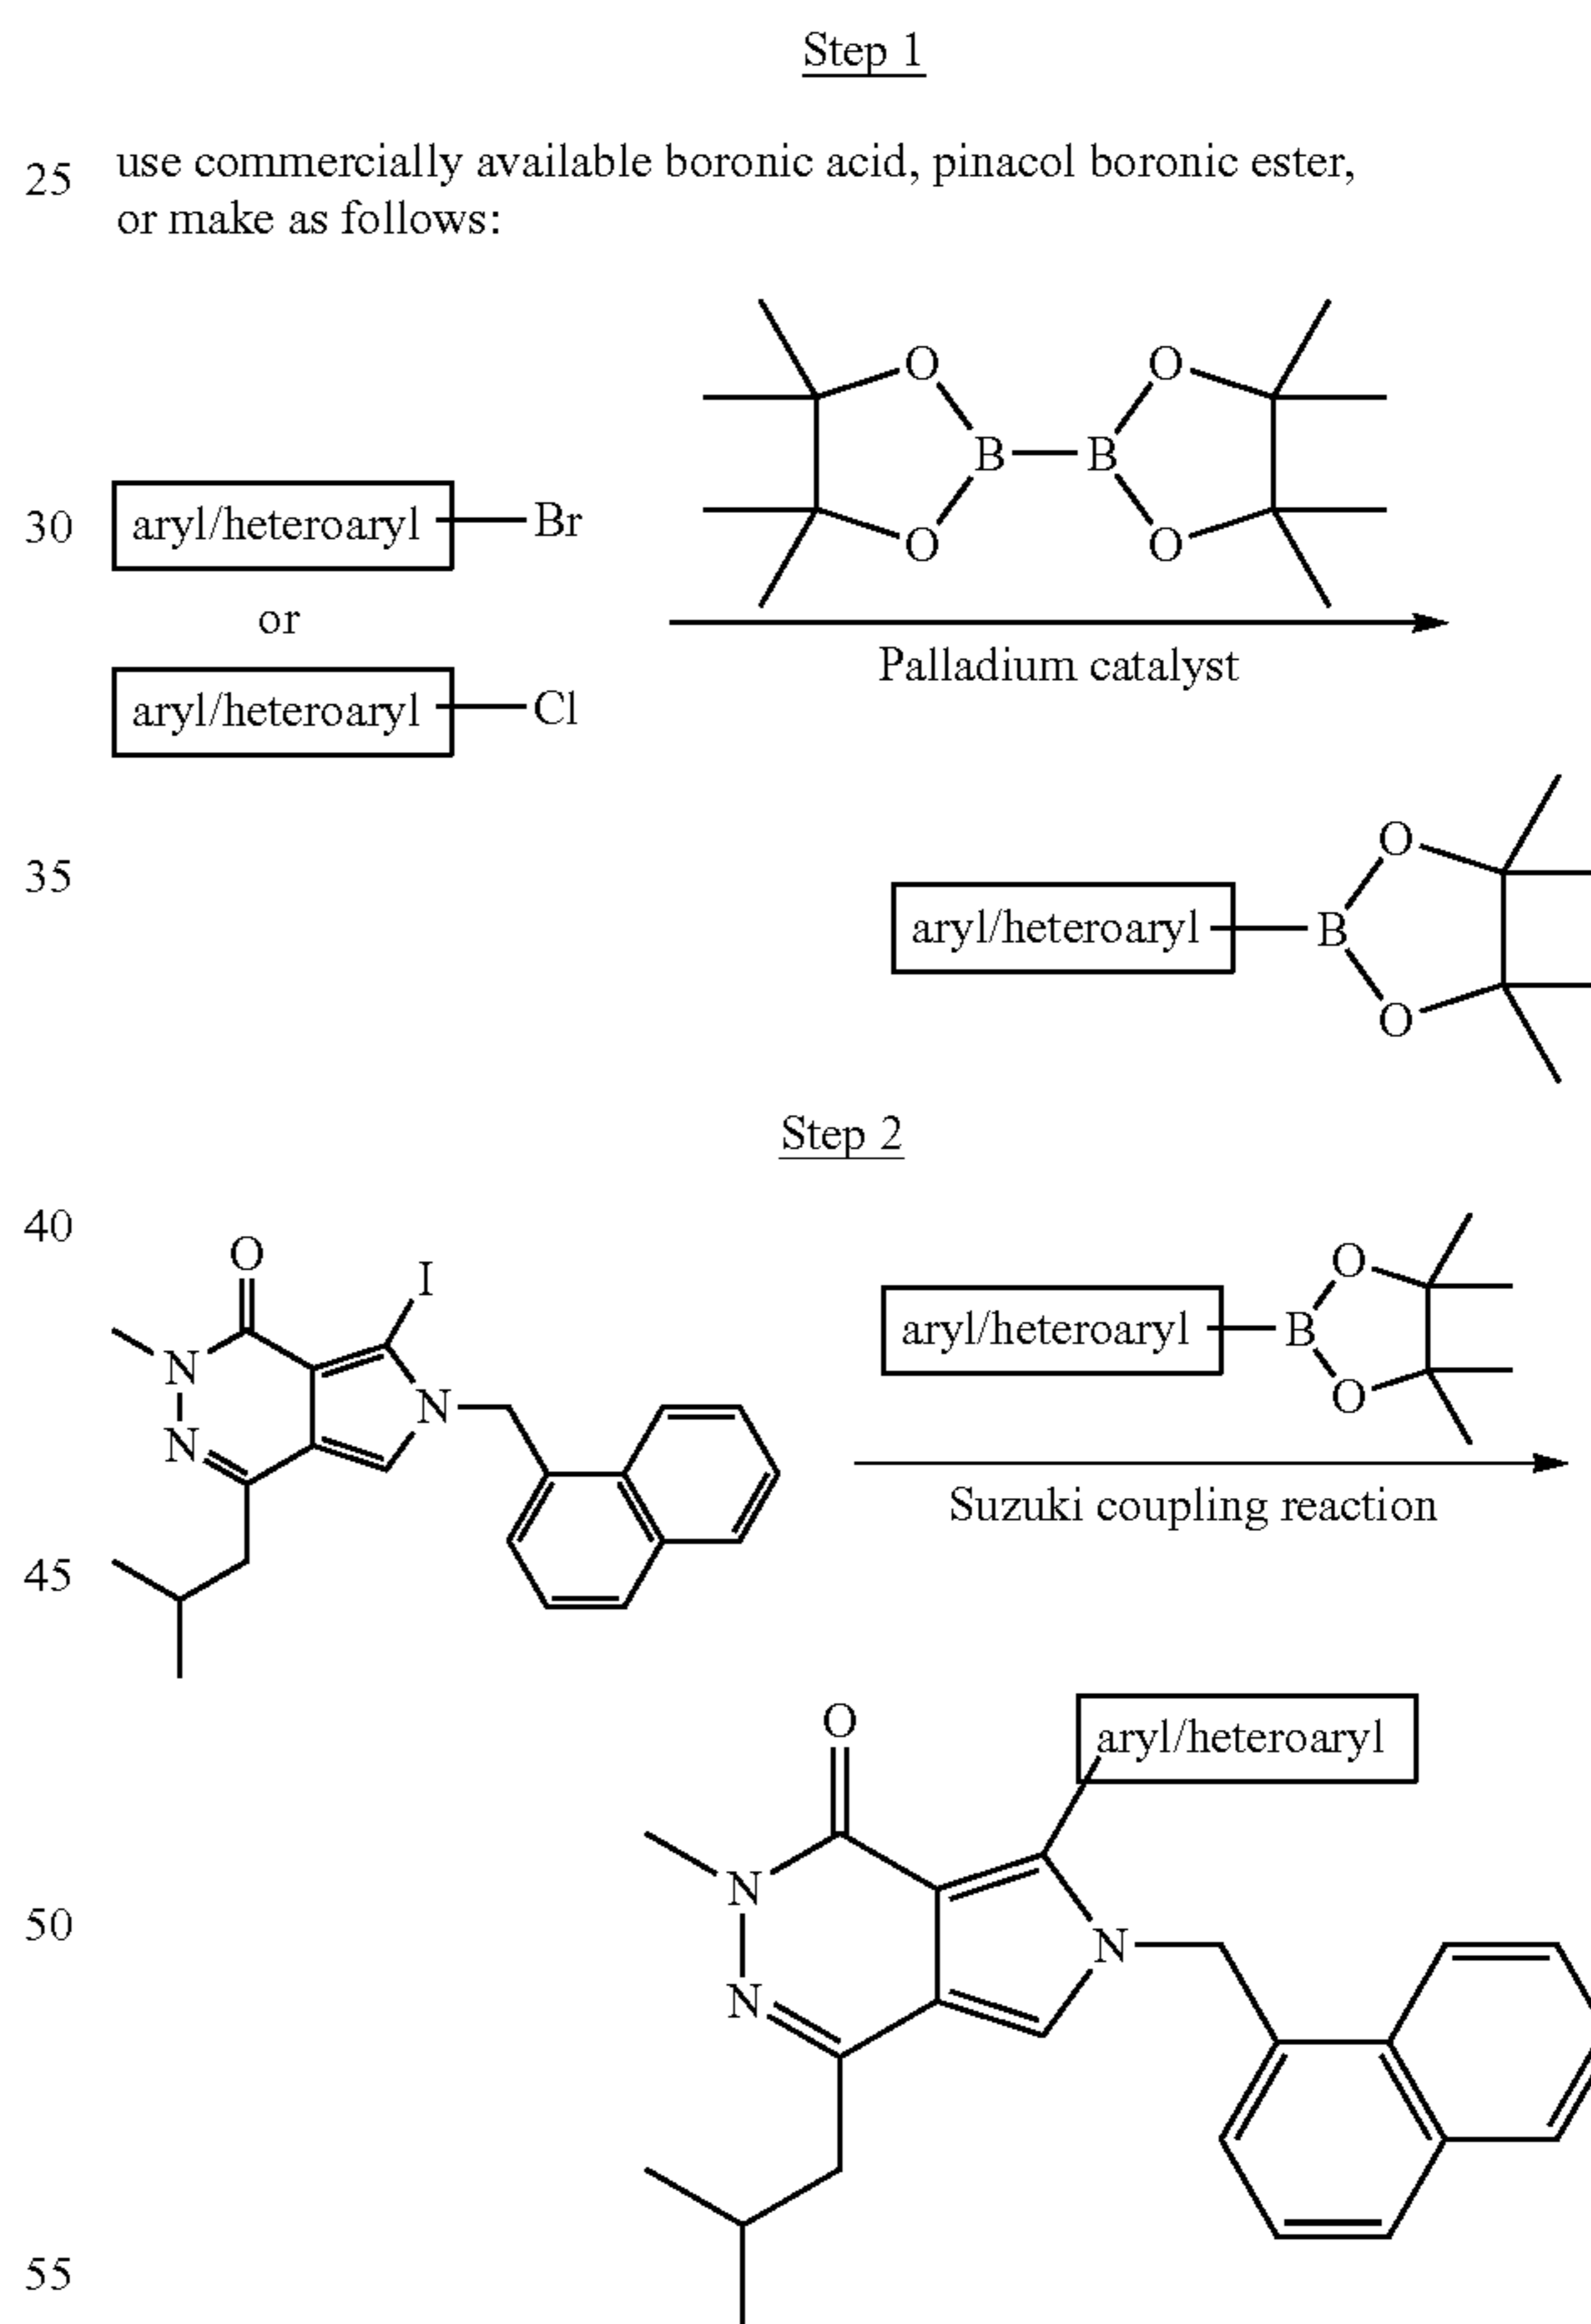 Step 1
25 use commercially available boronic acid, pinacol boronic ester,
or make as follows:
O O
B B
30 aryl/heteroaryl Br
O O
or
Palladium catalyst
aryl/heteroaryl Cl
O
35
aryl/heteroaryl B
O
Step 2
40
O I O
aryl/heteroaryl B
N
N O
N
Suzuki coupling reaction
45
O aryl/heteroaryl
N
50
N
N
55